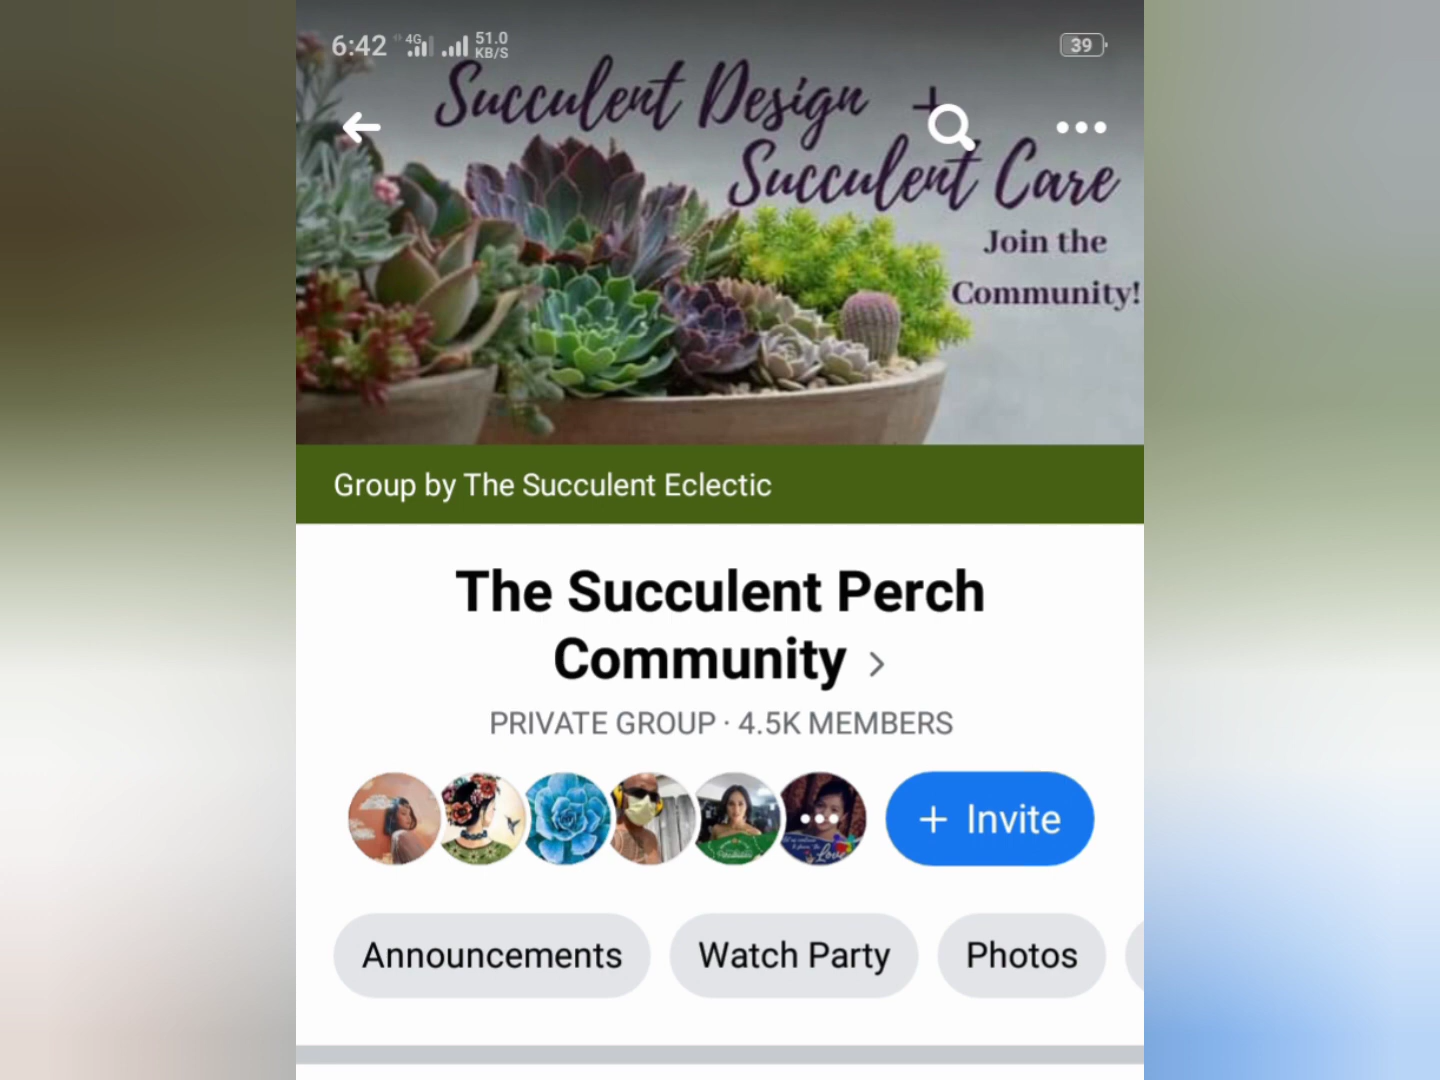 6:42 4G 51.0 KB/S 39
Succulent Design +
Succulent Care
Join the
Community!
Group by The Succulent Eclectic
The Succulent Perch
Community >
PRIVATE GROUP · 4.5K MEMBERS
+ Invite
Announcements Watch Party Photos